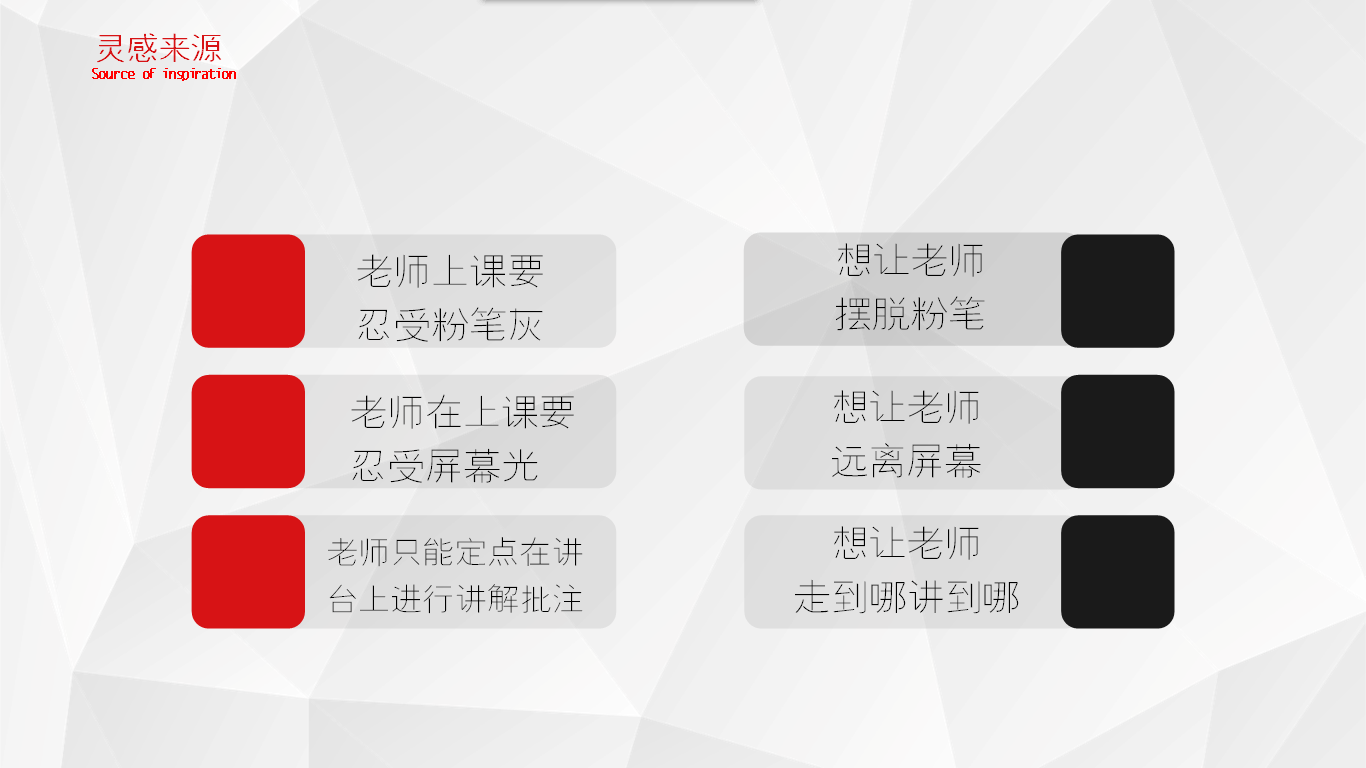 灵感来源
Source of inspiration
老师上课要
忍受粉笔灰
想让老师
摆脱粉笔
老师在上课要
忍受屏幕光
想让老师
远离屏幕
老师只能定点在讲
台上进行讲解批注
想让老师
走到哪讲到哪